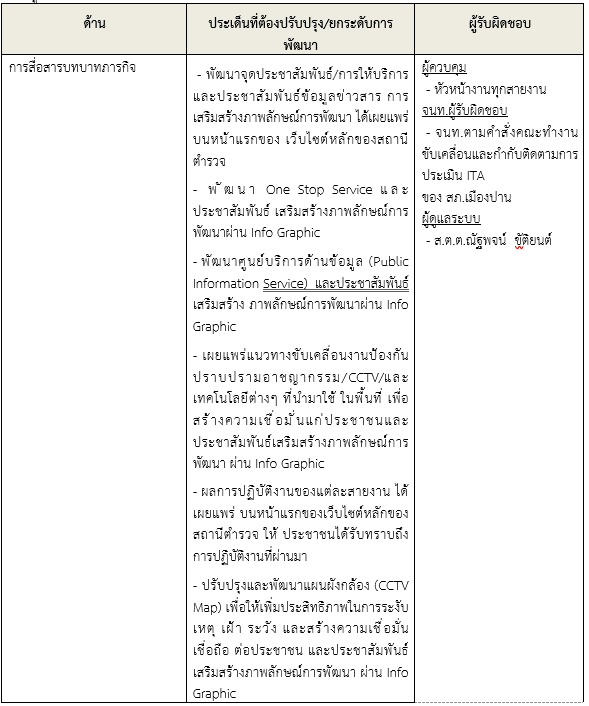 ด้าน
ประเด็นที่ต้องปรับปรุง/ยกระดับการ
พัฒนา
ผู้รับผิดชอบ
การสื่อสารบทบาทภารกิจ
- พัฒนาจุดประชาสัมพันธ์/การให้บริการ
และประชาสัมพันธ์ข้อมูลข่าวสาร การ
เสริมสร้างภาพลักษณ์การพัฒนา ได้เผยแพร่
บนหน้าแรกของ เว็บไซต์หลักของสถานี
ตำรวจ
- พัฒนา One Stop Service และ
ประชาสัมพันธ์ เสริมสร้างภาพลักษณ์การ
พัฒนาผ่าน Info Graphic
- พัฒนาศูนย์บริการด้านข้อมูล (Public
Information Service) และประชาสัมพันธ์
เสริมสร้าง ภาพลักษณ์การพัฒนาผ่าน Info
Graphic
- เผยแพร่แนวทางขับเคลื่อนงานป้องกัน
ปราบปรามอาชญากรรม/CCTV/และ
เทคโนโลยีต่างๆ ที่นำมาใช้ ในพื้นที่ เพื่อ
สร้างความเชื่อมั่นแก่ประชาชนและ
ประชาสัมพันธ์เสริมสร้างภาพลักษณ์การ
พัฒนา ผ่าน Info Graphic
- ผลการปฏิบัติงานของแต่ละสายงาน ได้
เผยแพร่ บนหน้าแรกของเว็บไซต์หลักของ
สถานีตำรวจ ให้ ประชาชนได้รับทราบถึง
การปฏิบัติงานที่ผ่านมา
- ปรับปรุงและพัฒนาแผนผังกล้อง (CCTV
Map) เพื่อให้เพิ่มประสิทธิภาพในการระงับ
เหตุ เฝ้า ระวัง และสร้างความเชื่อมั่น
เชื่อถือ ต่อประชาชน และประชาสัมพันธ์
เสริมสร้างภาพลักษณ์การพัฒนา ผ่าน Info
Graphic
ผู้ควบคุม
- หัวหน้างานทุกสายงาน
จนท.ผู้รับผิดชอบ
- จนท.ตามคำสั่งคณะทำงาน
ขับเคลื่อนและกำกับติดตามการ
ประเมิน ITA
ของ สภ.เมืองปาน
ผู้ดูแลระบบ
- ส.ต.ต.ณัฐพจน์ ขัติยนต์